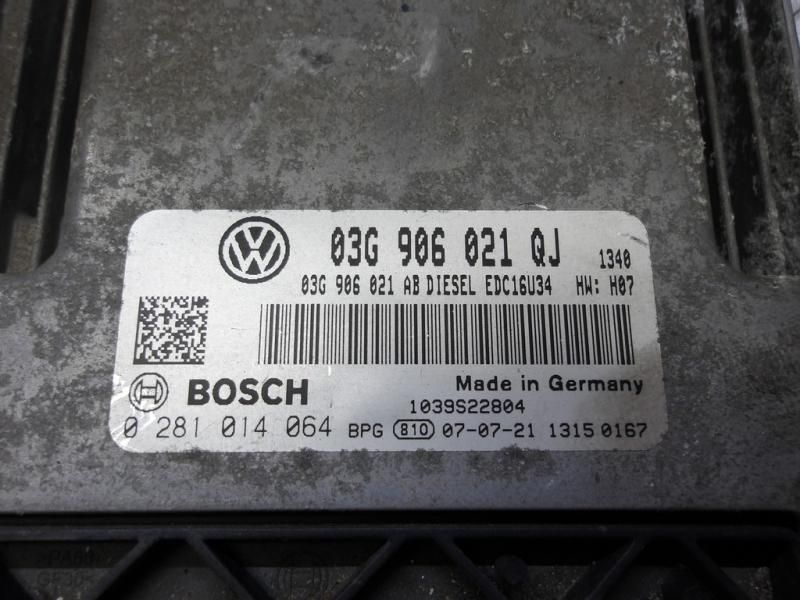 03G 906 021 QJ 1340
03G 906 021 AB DIESEL EDC16U34 HW: H07
BOSCH Made in Germany
1039S22804
0 281 014 064 BPG 810 07-07-21 1315 0167